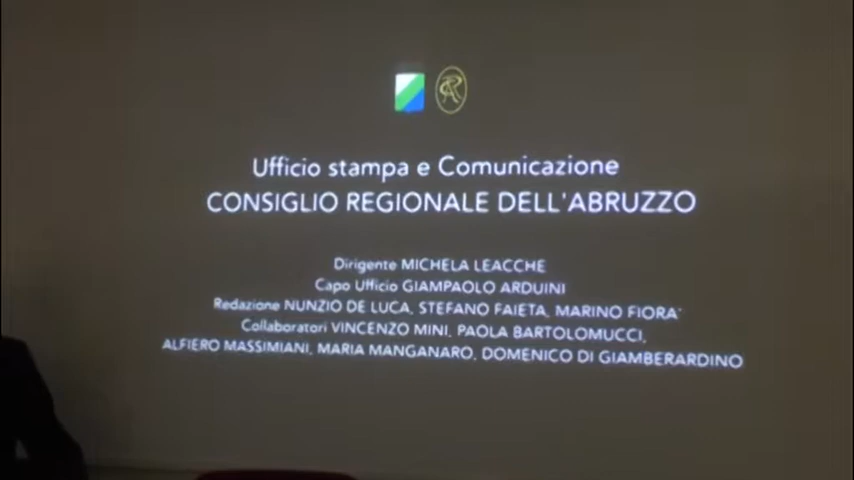 Ufficio stampa e Comunicazione
CONSIGLIO REGIONALE DELL'ABRUZZO
Dirigente MICHELA LEACCHE
Capo Ufficio GIAMPAOLO ARDUINI
Redazione NUNZIO DE LUCA, STEFANO FAIETA, MARINO FIORA'
Collaboratori VINCENZO MINI, PAOLA BARTOLOMUCCI,
ALFIERO MASSIMIANI, MARIA MANGANARO, DOMENICO DI GIAMBERARDINO